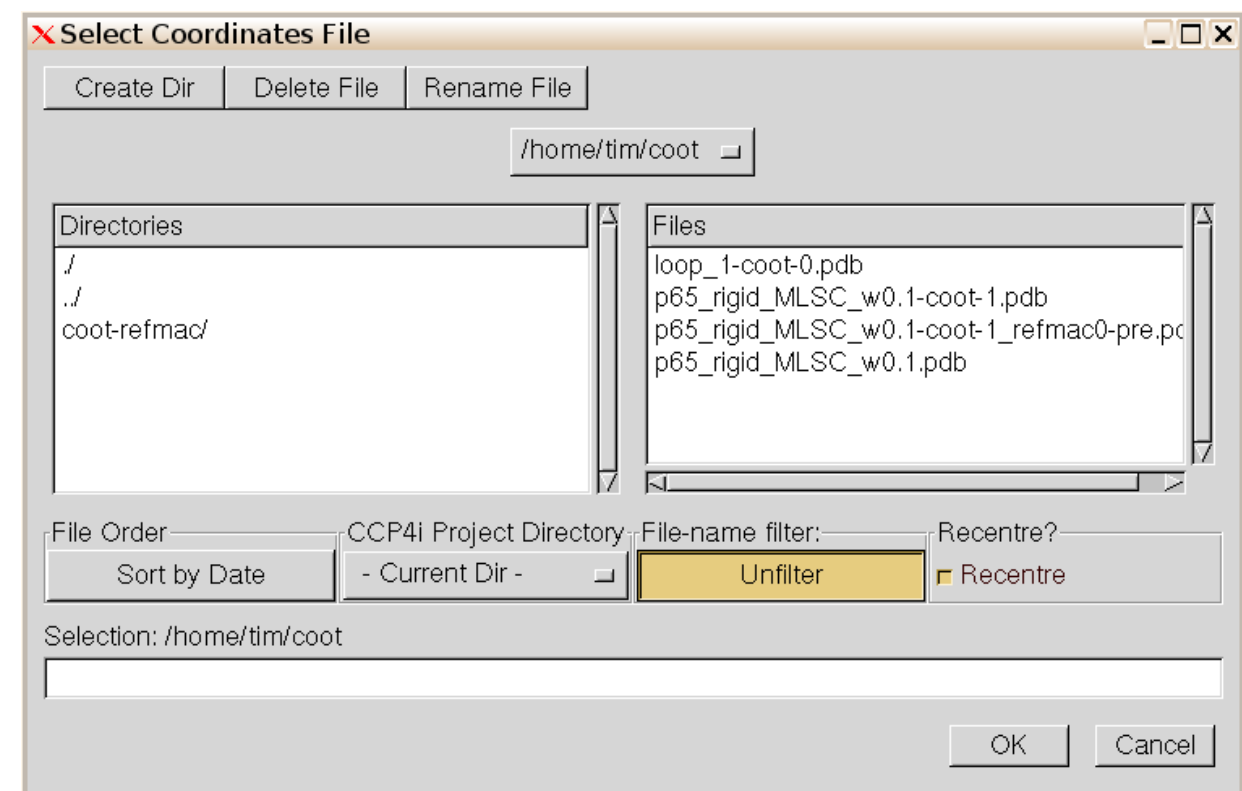 Select Coordinates File
Create Dir Delete File Rename File
/home/tim/coot
Directories
./
../
coot-refmac/
Files
loop_1-coot-0.pdb
p65_rigid_MLSC_w0.1-coot-1.pdb
p65_rigid_MLSC_w0.1-coot-1_refmac0-pre.pd
p65_rigid_MLSC_w0.1.pdb
File Order CCP4i Project Directory File-name filter: Recentre?
Sort by Date - Current Dir - Unfilter Recentre
Selection: /home/tim/coot
OK Cancel